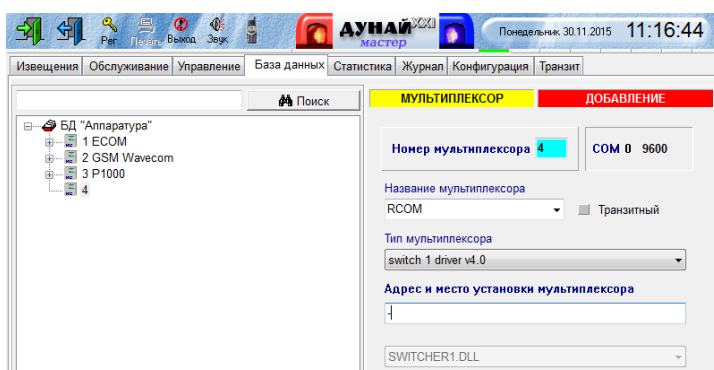 Рег. Печать Выход Звук ДУНАЙ XXI мастер Понедельник 30.11.2015 11:16:44
Извещения Обслуживание Управление База данных Статистика Журнал Конфигурация Транзит
Поиск МУЛЬТИПЛЕКСОР ДОБАВЛЕНИЕ
БД "Аппаратура"
1 ECOM
2 GSM Wavecom
3 P1000
4
Номер мультиплексора 4 COM 0 9600
Название мультиплексора
RCOM Транзитный
Тип мультиплексора
switch 1 driver v4.0
Адрес и место установки мультиплексора
-
SWITCHER1.DLL